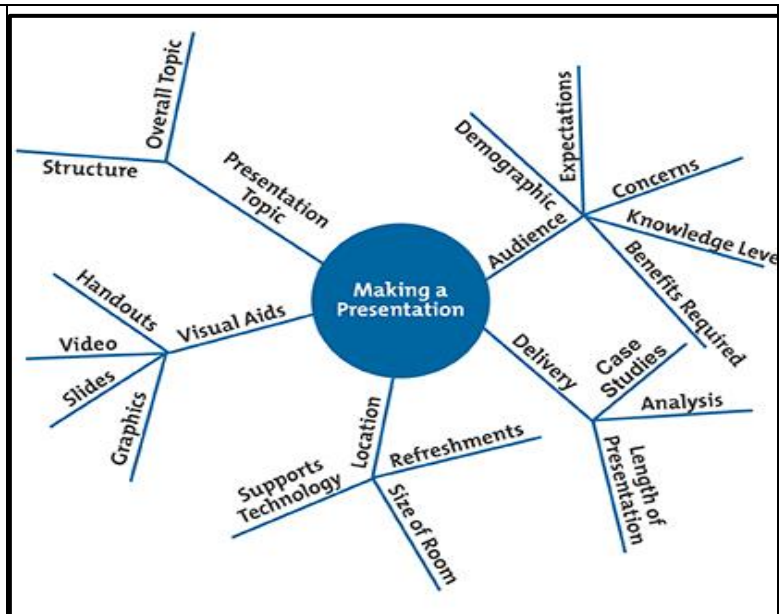 Overall Topic
Structure
Presentation
Topic
Making a
Presentation
Audience
Demographic
Expectations
Concerns
Knowledge Leve
Benefits Required
Delivery
Case
Studies
Analysis
Length of
Presentation
Location
Refreshments
Size of Room
Supports
Technology
Visual Aids
Handouts
Video
Slides
Graphics